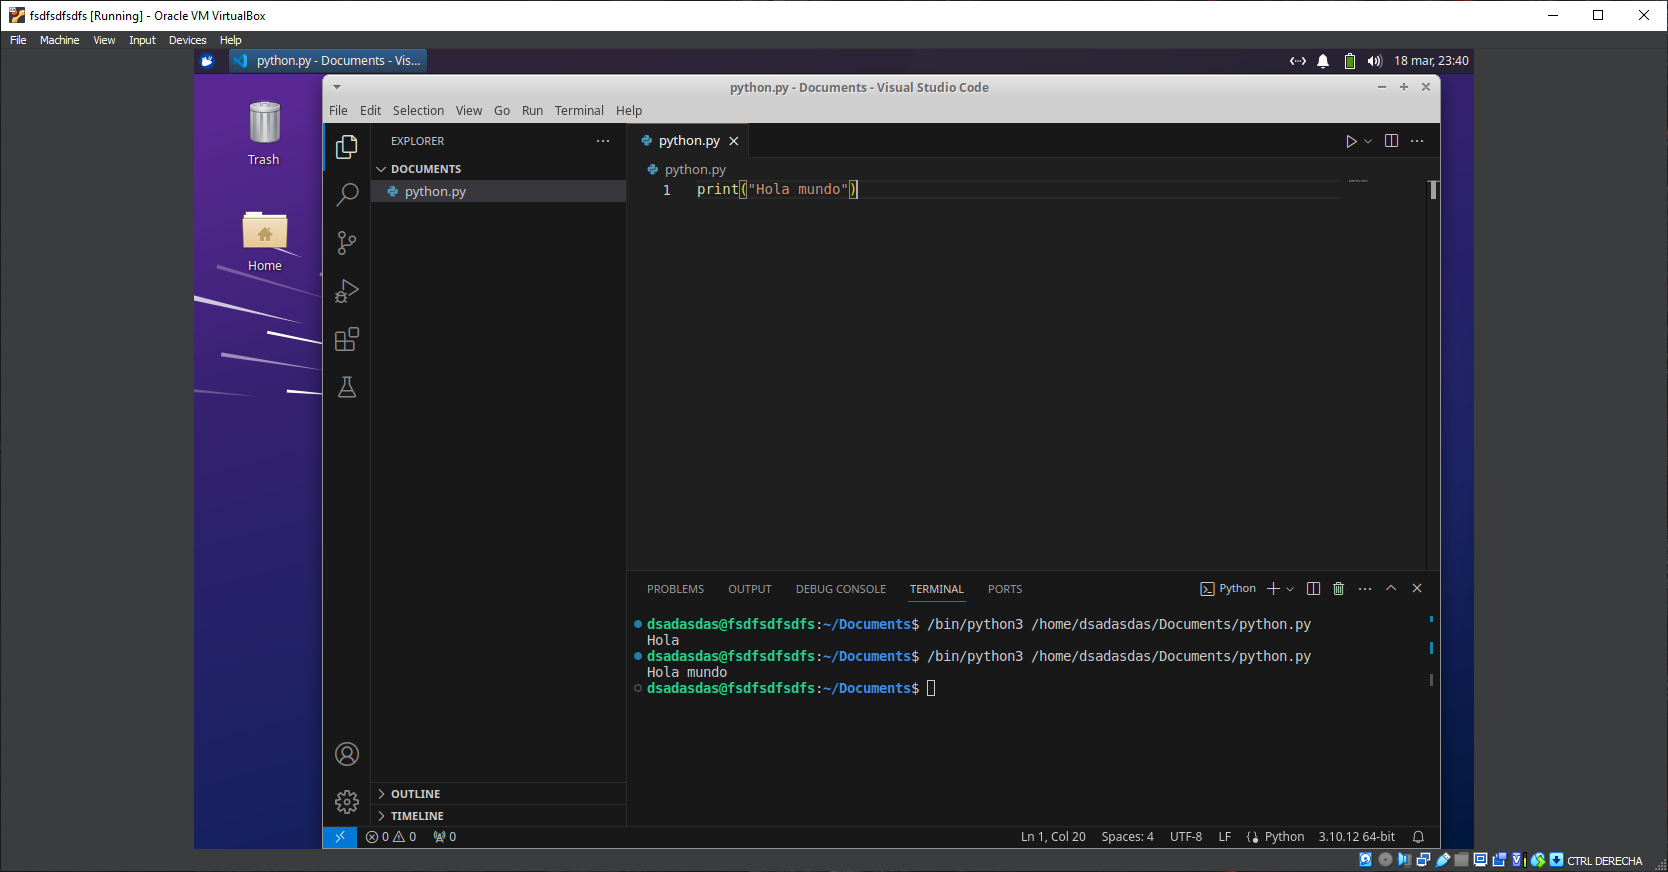 fsdfsdfsdfs [Running] - Oracle VM VirtualBox
File Machine View Input Devices Help
python.py - Documents - Vis...
18 mar, 23:40
Trash
Home
python.py - Documents - Visual Studio Code
File Edit Selection View Go Run Terminal Help
EXPLORER
DOCUMENTS
python.py
python.py
python.py
1 print("Hola mundo")
PROBLEMS OUTPUT DEBUG CONSOLE TERMINAL PORTS
Python
dsadasdas@fsdfsdfsdfs:~/Documents$ /bin/python3 /home/dsadasdas/Documents/python.py
Hola
dsadasdas@fsdfsdfsdfs:~/Documents$ /bin/python3 /home/dsadasdas/Documents/python.py
Hola mundo
dsadasdas@fsdfsdfsdfs:~/Documents$
OUTLINE
TIMELINE
0 0 0
Ln 1, Col 20 Spaces: 4 UTF-8 LF Python 3.10.12 64-bit
CTRL DERECHA